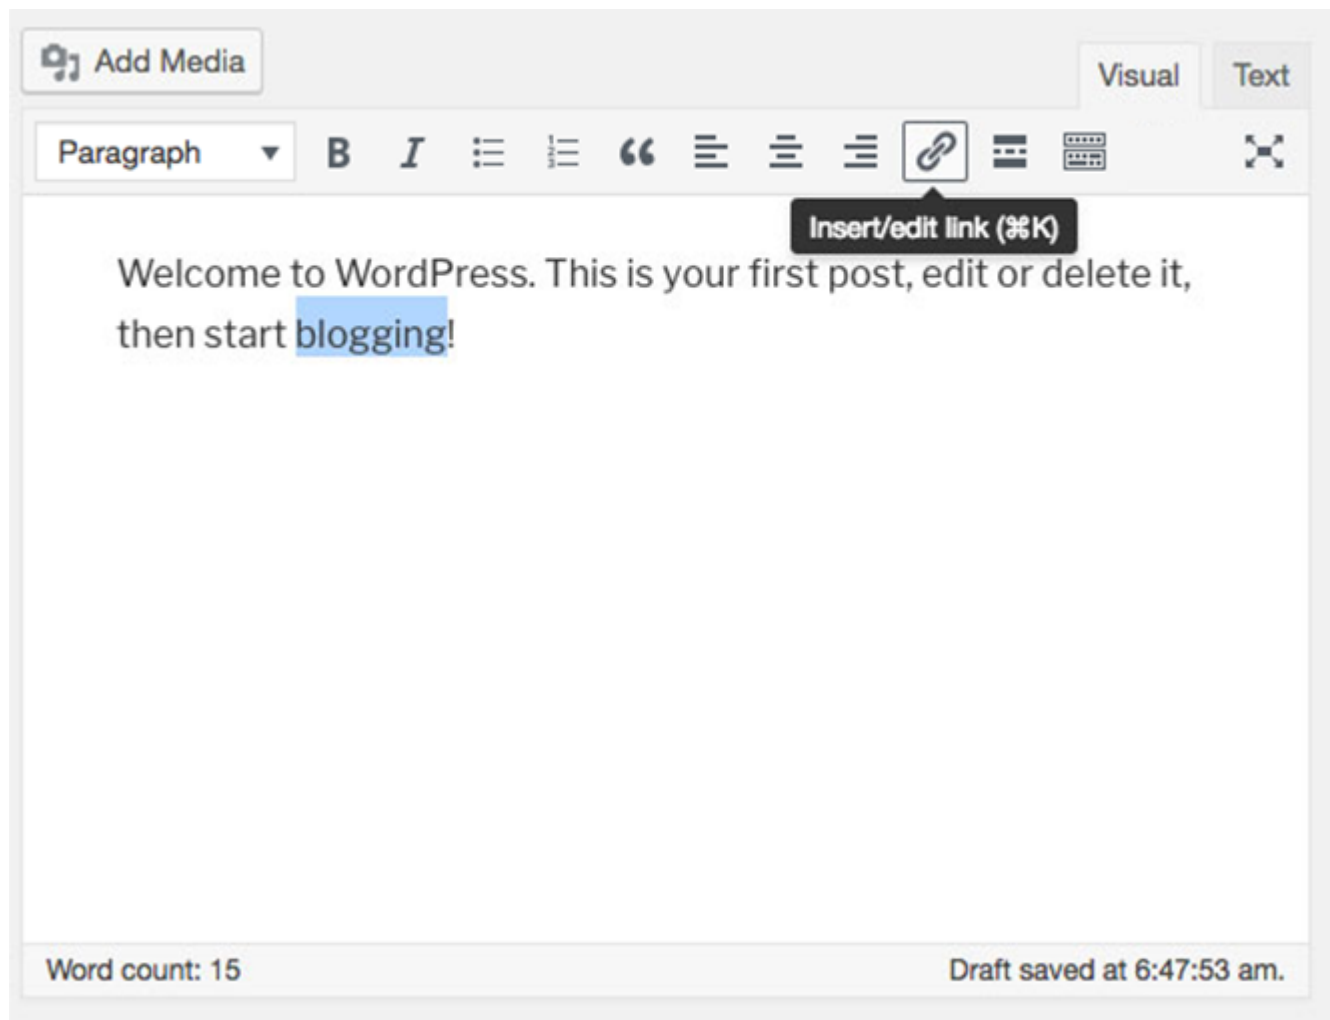 Add Media
Visual Text
Paragraph
Insert/edit link (⌘K)
Welcome to WordPress. This is your first post, edit or delete it,
then start blogging!
Word count: 15
Draft saved at 6:47:53 am.